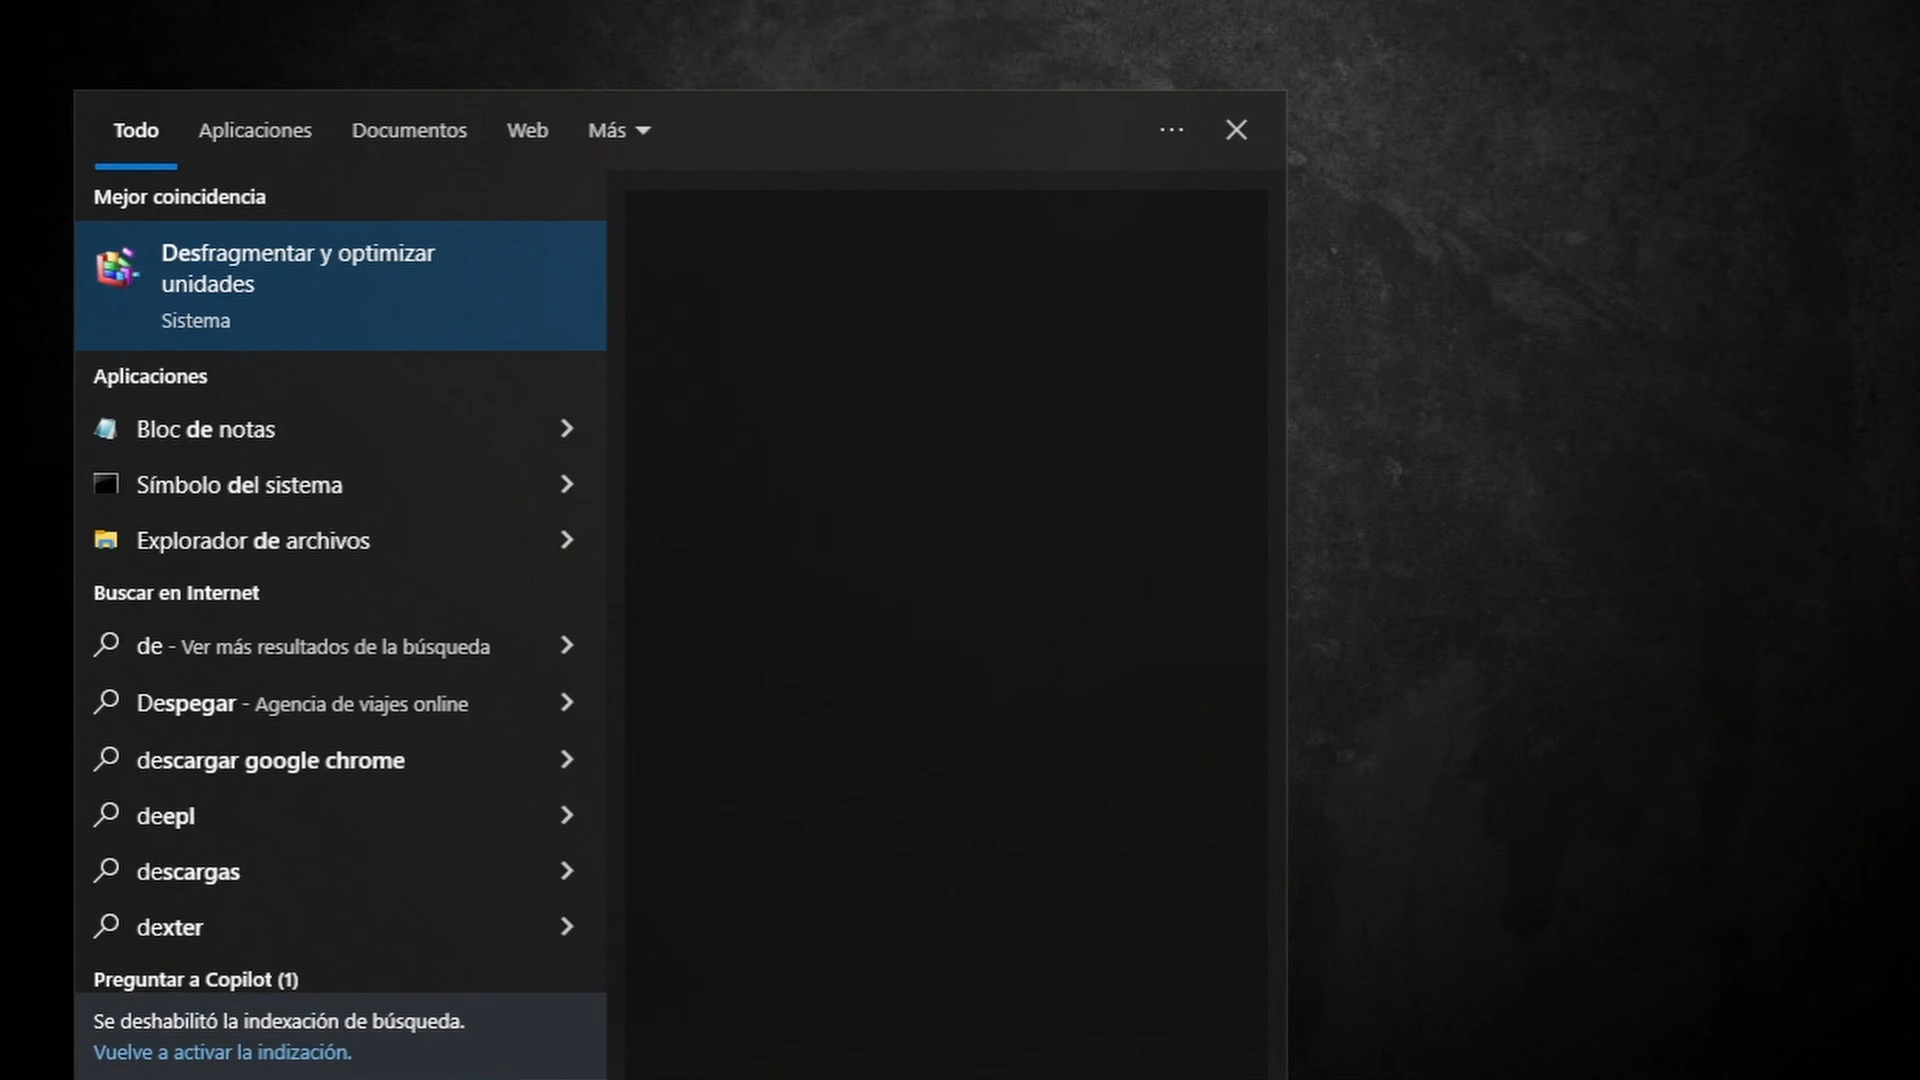 Todo Aplicaciones Documentos Web Más
Mejor coincidencia
Desfragmentar y optimizar
unidades
Sistema
Aplicaciones
Bloc de notas
Símbolo del sistema
Explorador de archivos
Buscar en Internet
de - Ver más resultados de la búsqueda
Despegar - Agencia de viajes online
descargar google chrome
deepl
descargas
dexter
Preguntar a Copilot (1)
Se deshabilitó la indexación de búsqueda.
Vuelve a activar la indización.